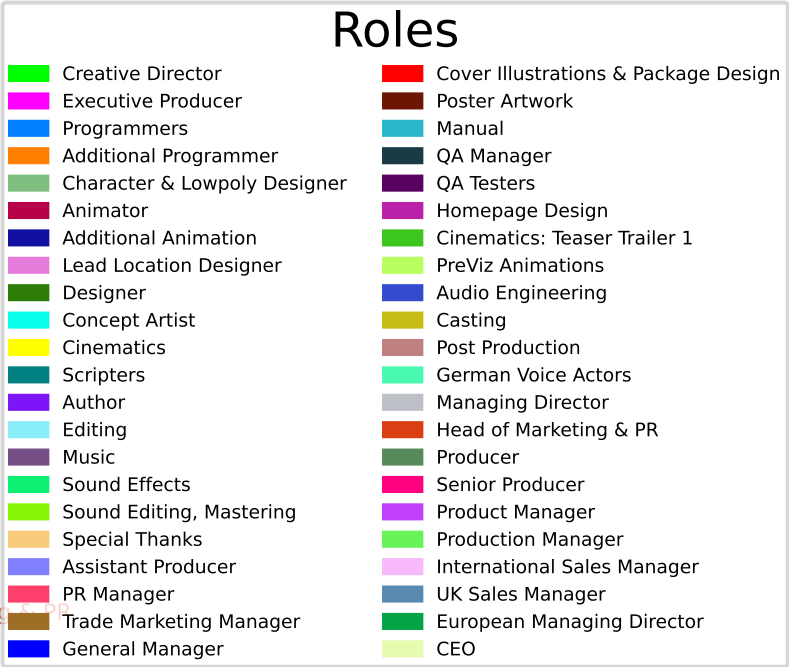 Roles
Creative Director
Executive Producer
Programmers
Additional Programmer
Character & Lowpoly Designer
Animator
Additional Animation
Lead Location Designer
Designer
Concept Artist
Cinematics
Scripters
Author
Editing
Music
Sound Effects
Sound Editing, Mastering
Special Thanks
Assistant Producer
PR Manager
g & PR
Trade Marketing Manager
General Manager
Cover Illustrations & Package Design
Poster Artwork
Manual
QA Manager
QA Testers
Homepage Design
Cinematics: Teaser Trailer 1
PreViz Animations
Audio Engineering
Casting
Post Production
German Voice Actors
Managing Director
Head of Marketing & PR
Producer
Senior Producer
Product Manager
Production Manager
International Sales Manager
UK Sales Manager
European Managing Director
CEO